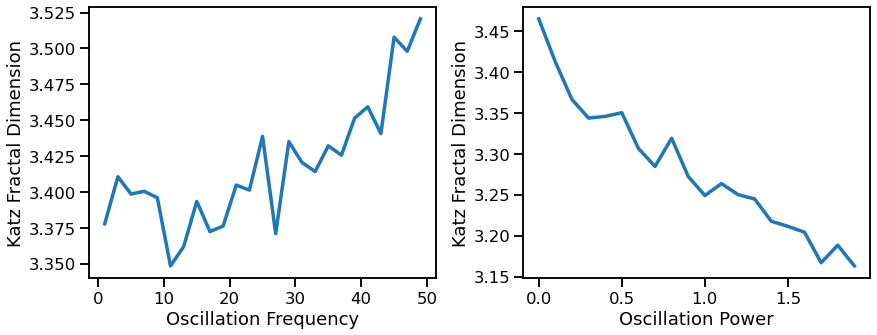 Katz Fractal Dimension
3.525
3.500
3.475
3.450
3.425
3.400
3.375
3.350
0 10 20 30 40 50
Oscillation Frequency
Katz Fractal Dimension
3.45
3.40
3.35
3.30
3.25
3.20
3.15
0.0 0.5 1.0 1.5
Oscillation Power